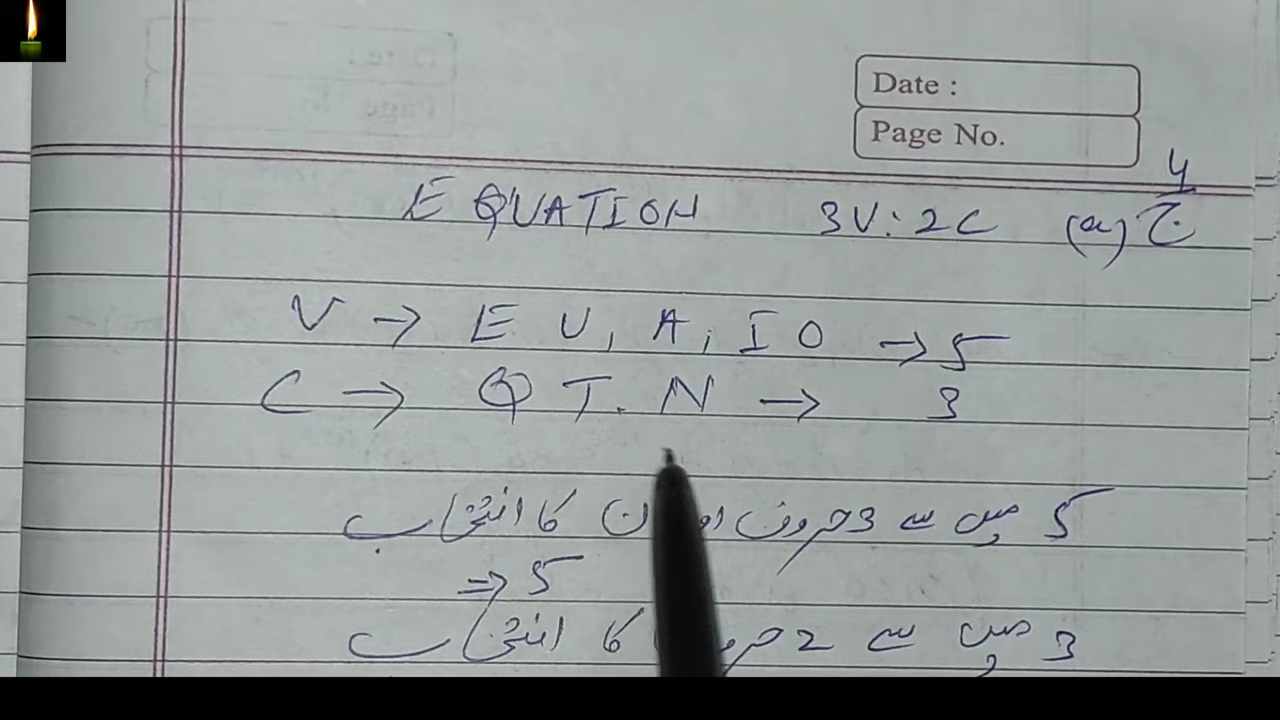 Date :
Page No.
EQUATION 3V:2C (a) ج 4
V → E U, A, I O → 5
C → Q T. N → 3
5 میں سے 3 حروف کا انتخاب
⇒ 5
3 میں سے 2 کا انتخاب